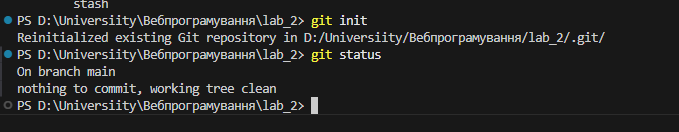 stash
PS D:\Universiity\Вебпрограмування\lab_2> git init
Reinitialized existing Git repository in D:/Universiity/Вебпрограмування/lab_2/.git/
PS D:\Universiity\Вебпрограмування\lab_2> git status
On branch main
nothing to commit, working tree clean
PS D:\Universiity\Вебпрограмування\lab_2>